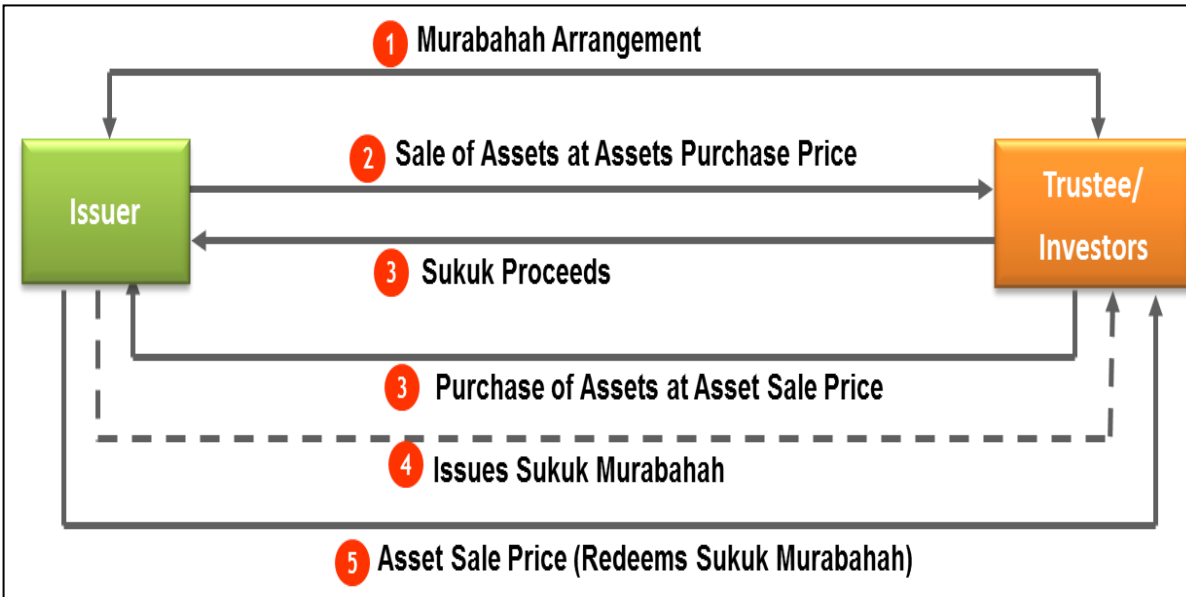 1 Murabahah Arrangement
2 Sale of Assets at Assets Purchase Price
Issuer
Trustee/
Investors
3 Sukuk Proceeds
3 Purchase of Assets at Asset Sale Price
4 Issues Sukuk Murabahah
5 Asset Sale Price (Redeems Sukuk Murabahah)